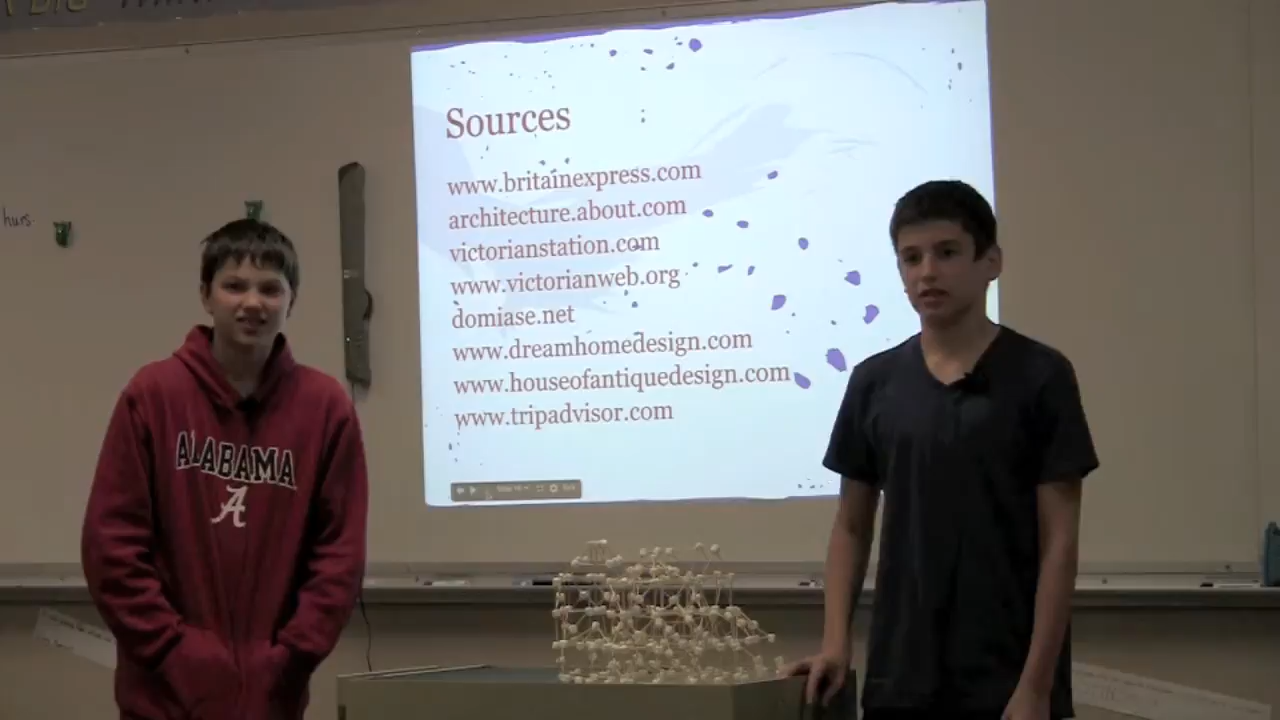 hurs.
Sources
www.britainexpress.com
architecture.about.com
victorianstation.com
www.victorianweb.org
domiase.net
www.dreamhomedesign.com
www.houseofantiquedesign.com
www.tripadvisor.com
ALABAMA
A